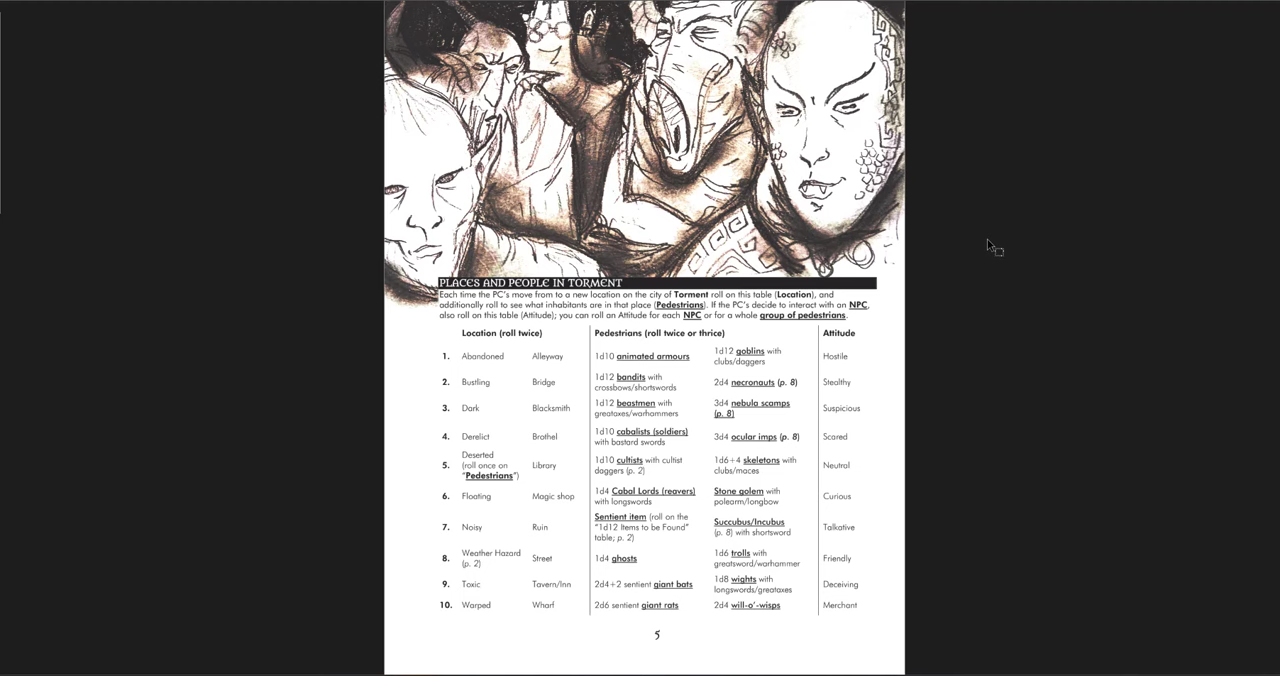 PLACES AND PEOPLE IN TORMENT
Each time the PC's move from to a new location on the city of Torment roll on this table (Location), and
additionally roll to see what inhabitants are in that place (Pedestrians). If the PC's decide to interact with an NPC,
also roll on this table (Attitude); you can roll an Attitude for each NPC or for a whole group of pedestrians.
Location (roll twice) Pedestrians (roll twice or thrice) Attitude
1. Abandoned Alleyway 1d10 animated armours 1d12 goblins with
clubs/daggers Hostile
2. Bustling Bridge 1d12 bandits with
crossbows/shortswords 2d4 necronauts (p. 8) Stealthy
3. Dark Blacksmith 1d12 beastmen with
greataxes/warhammers 3d4 nebula scamps
(p. 8) Suspicious
4. Derelict Brothel 1d10 cabalists (soldiers)
with bastard swords 3d4 ocular imps (p. 8) Scared
5. Deserted
(roll once on
"Pedestrians") Library 1d10 cultists with cultist
daggers (p. 2) 1d6+4 skeletons with
clubs/maces Neutral
6. Floating Magic shop 1d4 Cabal Lords (reavers)
with longswords Stone golem with
polearm/longbow Curious
7. Noisy Ruin Sentient item (roll on the
"1d12 Items to be Found"
table; p. 2) Succubus/Incubus
(p. 8) with shortsword Talkative
8. Weather Hazard
(p. 2) Street 1d4 ghosts 1d6 trolls with
greatsword/warhammer Friendly
9. Toxic Tavern/Inn 2d4+2 sentient giant bats 1d8 wights with
longswords/greataxes Deceiving
10. Warped Wharf 2d6 sentient giant rats 2d4 will-o'-wisps Merchant
5